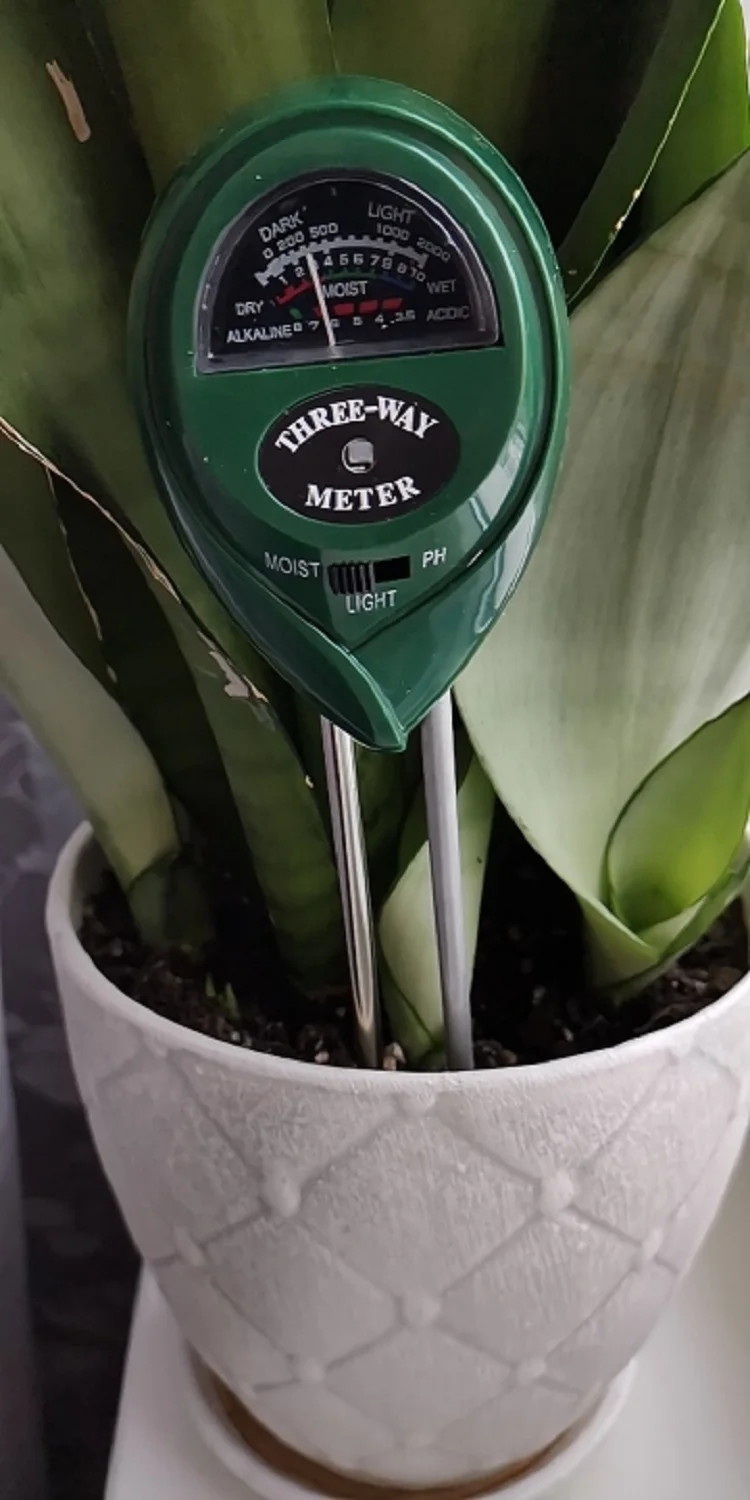 DARK LIGHT
0 200 500 1000 2000
1 2 4 5 6 7 8 9 10
DRY MOIST WET
ALKALINE 8 7 6 5 4 3.5 ACIDIC
THREE-WAY
METER
MOIST PH
LIGHT